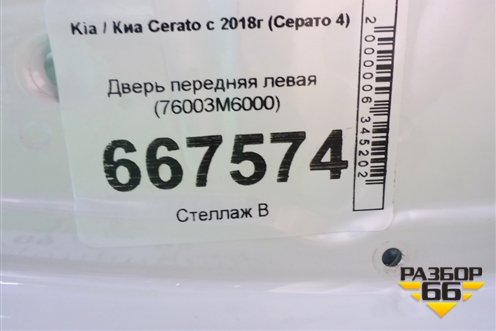 Kia / Киа Cerato с 2018г (Серато 4)
Дверь передняя левая
(76003M6000)
667574
Стеллаж В
2000006345202
РАЗБОР
66